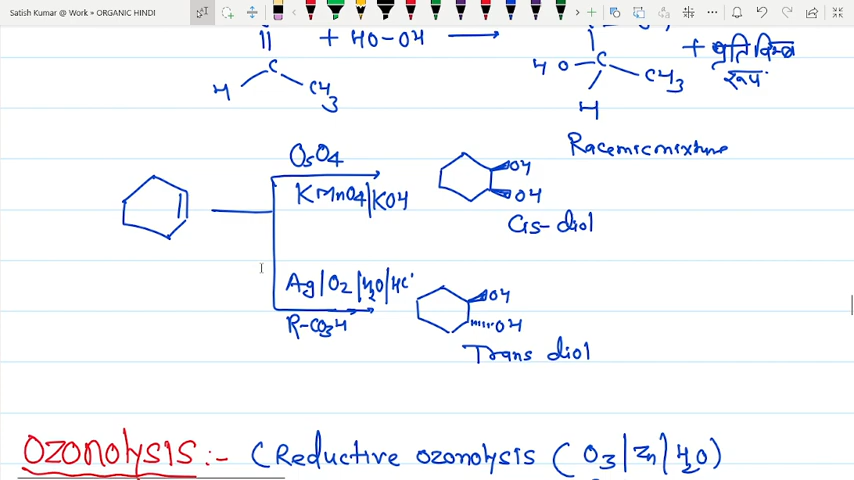 Satish Kumar @ Work » ORGANIC HINDI
+ HO-OH
C
H
CH3
HO-C
CH3
H
+ प्रतिबिम्ब
रूप
Racemic mixture
OsO4
KMnO4|KOH
OH
OH
Cis-diol
Ag|O2|H2O|HC
R-CO3H
OH
OH
Trans diol
Ozonolysis:- (Reductive ozonolysis (O3|Zn|H2O)